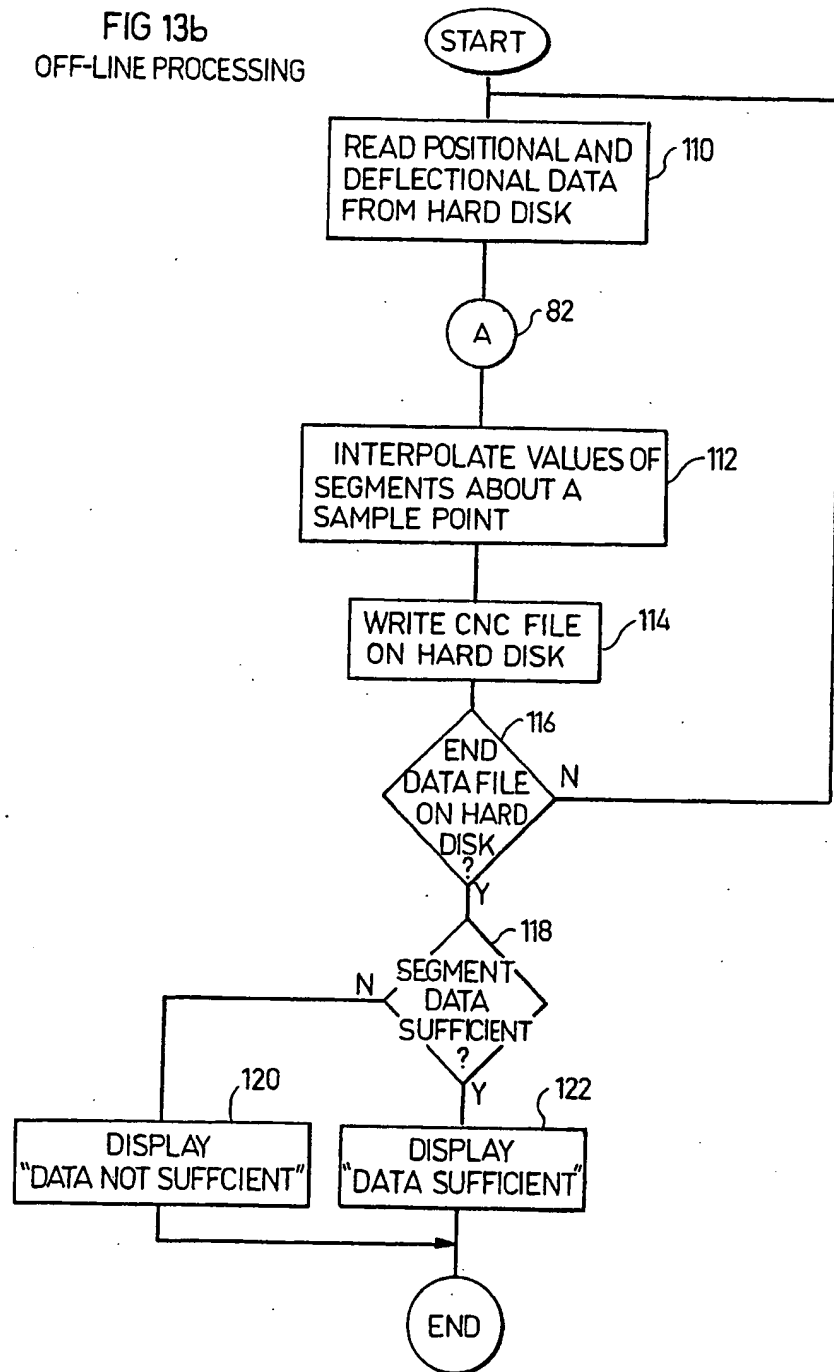 FIG 13b
OFF-LINE PROCESSING
START
READ POSITIONAL AND
DEFLECTIONAL DATA
FROM HARD DISK
110
A
82
INTERPOLATE VALUES OF
SEGMENTS ABOUT A
SAMPLE POINT
112
WRITE CNC FILE
ON HARD DISK
114
116
END
DATA FILE
ON HARD
DISK
?
N
Y
118
SEGMENT
DATA
SUFFICIENT
?
N
Y
120
DISPLAY
"DATA NOT SUFFCIENT"
122
DISPLAY
"DATA SUFFICIENT"
END